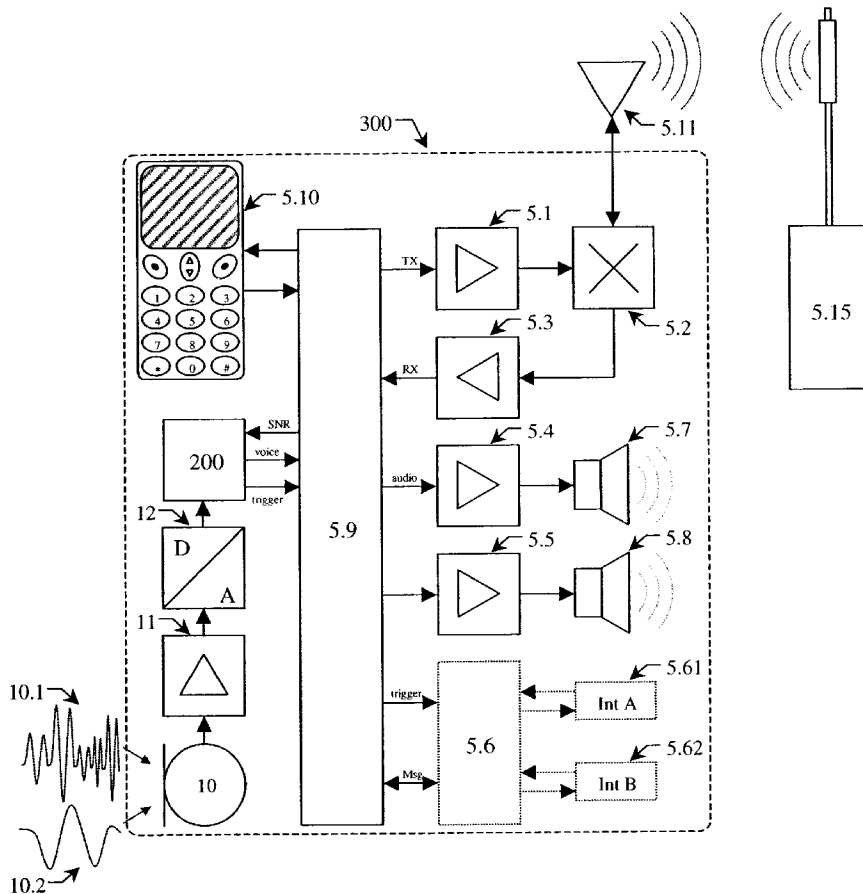 300
5.11
5.10
5.1
TX
5.2
5.15
1 2 3
4 5 6
7 8 9
* 0 #
5.3
RX
SNR
200
voice
trigger
5.4
5.7
audio
12
D
A
5.9
5.5
5.8
11
10.1
trigger
5.6
5.61
Int A
10
Msg
5.62
Int B
10.2